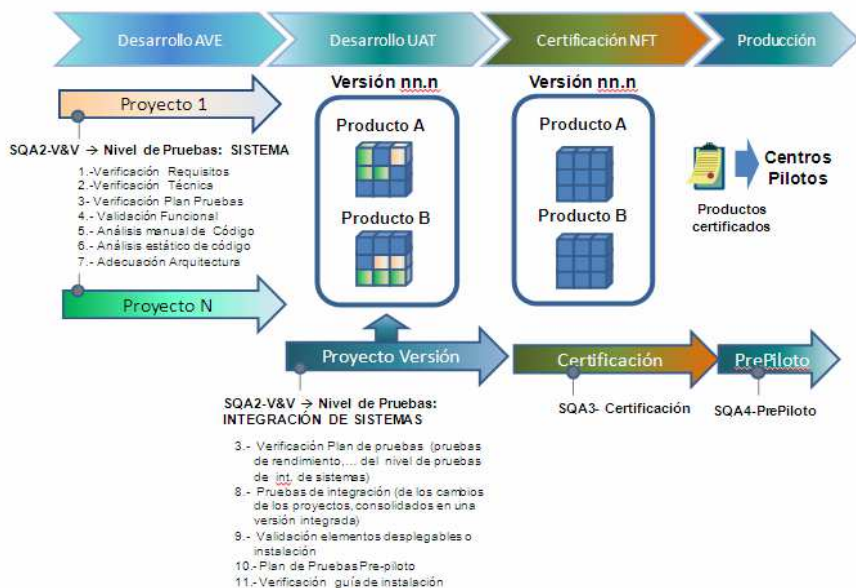 Desarrollo AVE
Desarrollo UAT
Certificación NFT
Producción
Versión nn.n
Versión nn.n
Proyecto 1
SQA2-V&V → Nivel de Pruebas: SISTEMA
1.-Verificación Requisitos
2.-Verificación Técnica
3- Verificación Plan Pruebas
4.- Validación Funcional
5.- Análisis manual de Código
6.- Análisis estático de código
7.- Adecuación Arquitectura
Proyecto N
Producto A
Producto B
Producto A
Producto B
Centros
Pilotos
Productos
certificados
Proyecto Versión
Certificación
PrePiloto
SQA2-V&V → Nivel de Pruebas:
INTEGRACIÓN DE SISTEMAS
SQA3- Certificación
SQA4-PrePiloto
3.- Verificación Plan de pruebas (pruebas
de rendimiento,... del nivel de pruebas
de int. de sistemas)
8.- Pruebas de integración (de los cambios
de los proyectos, consolidados en una
versión integrada)
9.- Validación elementos desplegables o
instalación
10.- Plan de Pruebas Pre-piloto
11.- Verificación guía de instalación